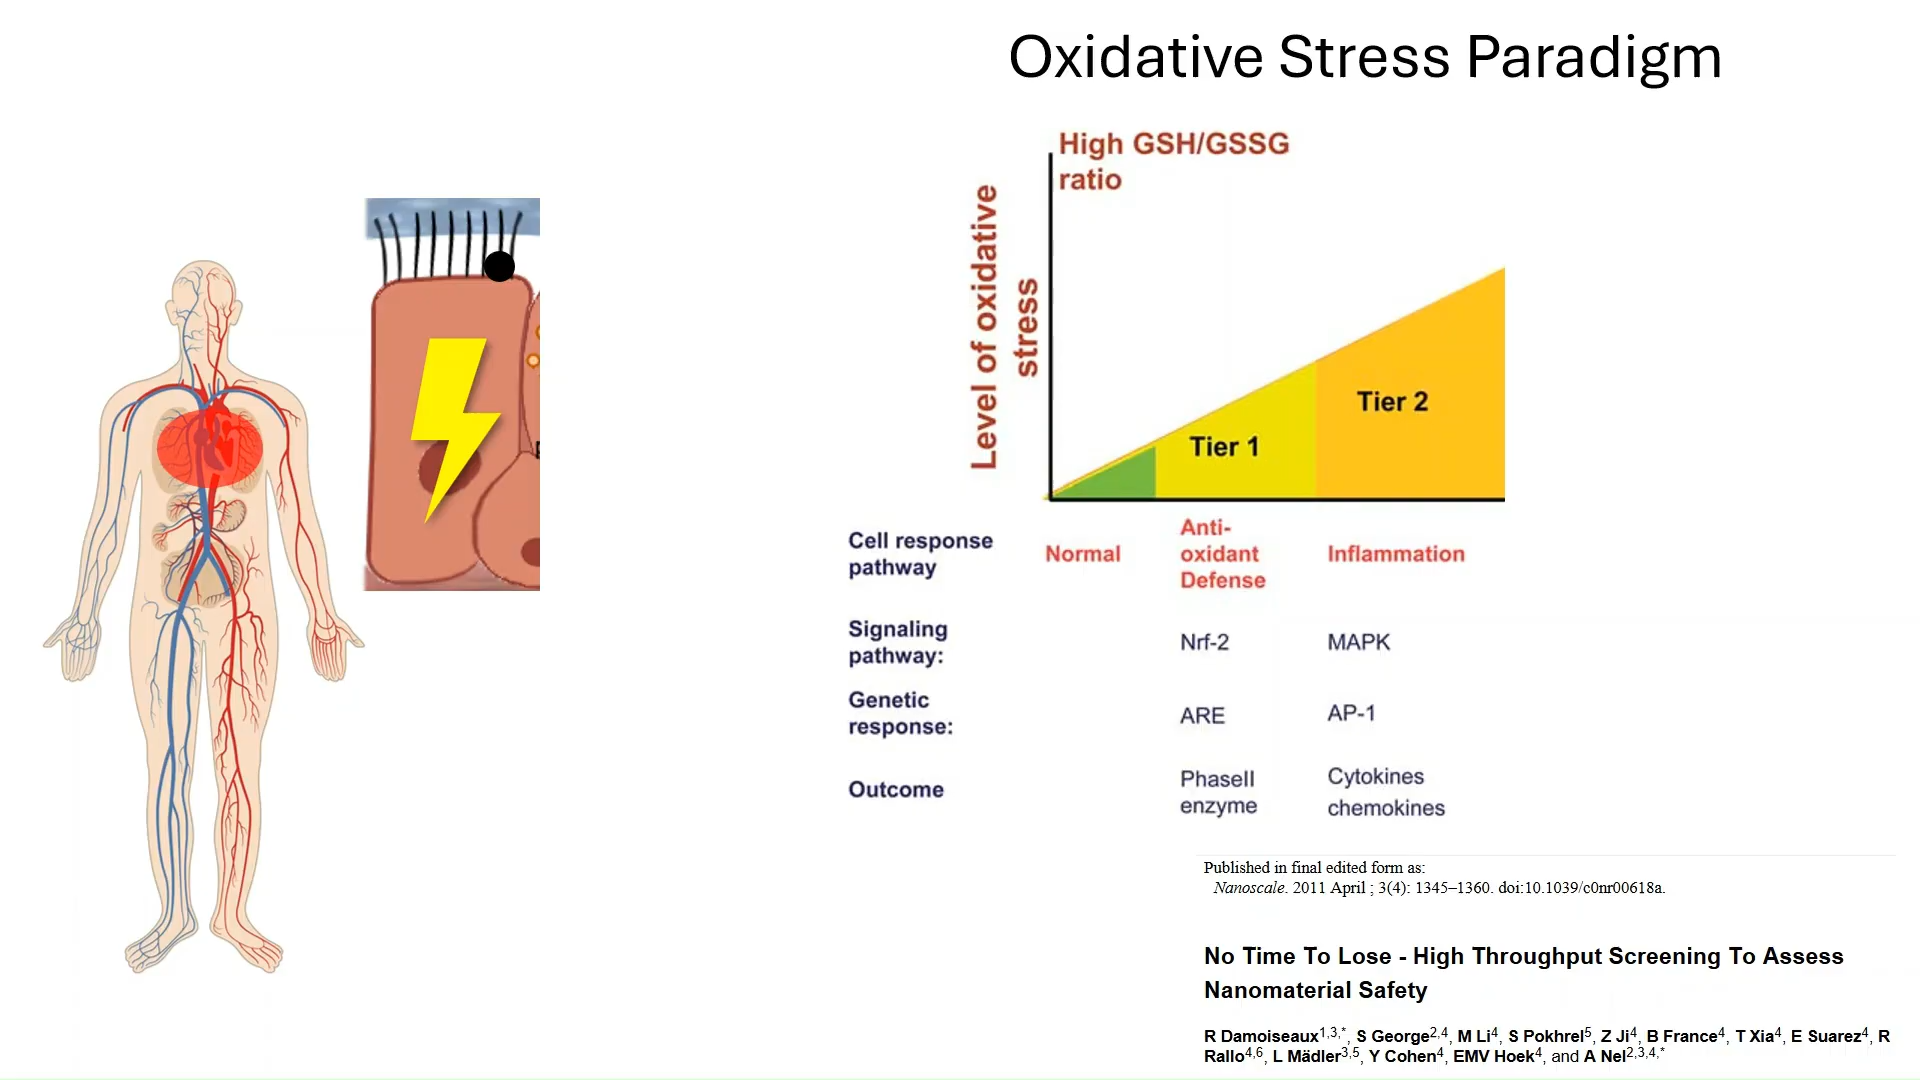 Oxidative Stress Paradigm
High GSH/GSSG
ratio
Level of oxidative
stress
Tier 1
Tier 2
Cell response
pathway
Normal
Anti-
oxidant
Defense
Inflammation
Signaling
pathway:
Nrf-2
MAPK
Genetic
response:
ARE
AP-1
Outcome
PhaseII
enzyme
Cytokines
chemokines
Published in final edited form as:
Nanoscale. 2011 April ; 3(4): 1345–1360. doi:10.1039/c0nr00618a.
No Time To Lose - High Throughput Screening To Assess
Nanomaterial Safety
R Damoiseaux1,3,*, S George2,4, M Li4, S Pokhrel5, Z Ji4, B France4, T Xia4, E Suarez4, R
Rallo4,6, L Mädler3,5, Y Cohen4, EMV Hoek4, and A Nel2,3,4,*